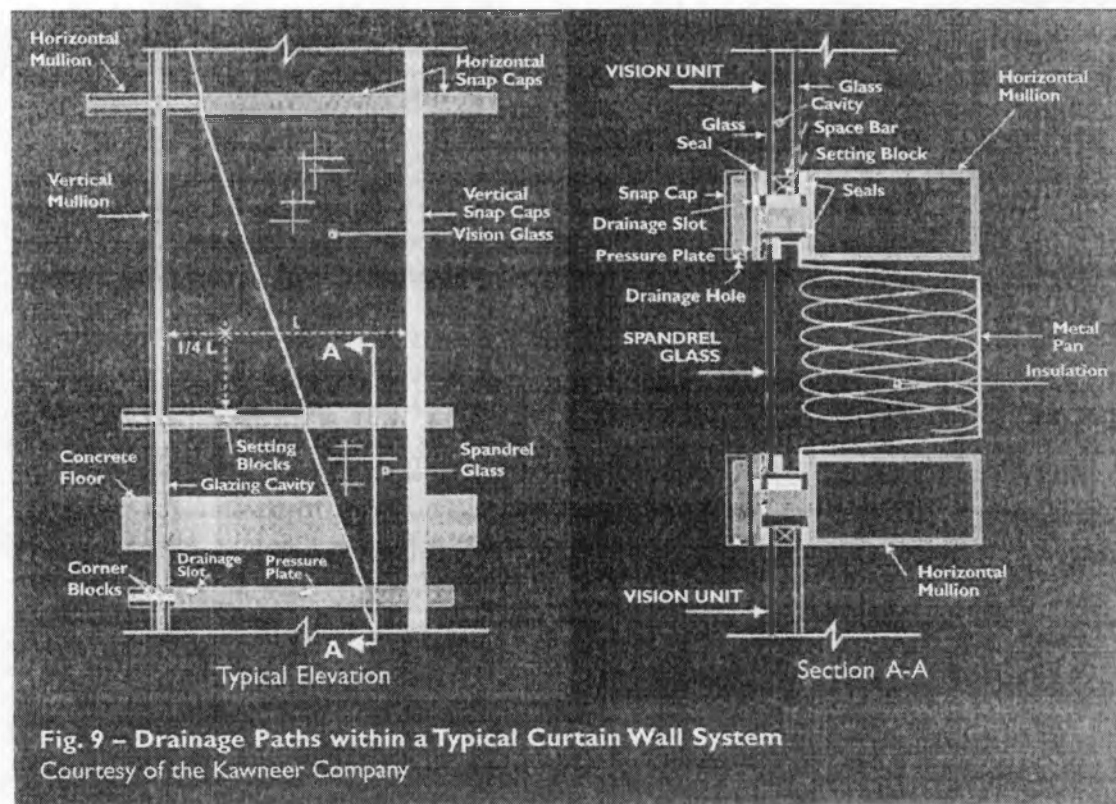 Horizontal
Mullion
Horizontal
Snap Caps
Vertical
Mullion
Vertical
Snap Caps
Vision Glass
1/4 L
L
A
Setting
Blocks
Concrete
Floor
Glazing Cavity
Spandrel
Glass
Drainage
Slot
Pressure
Plate
Corner
Blocks
A
Typical Elevation
VISION UNIT
Glass
Cavity
Horizontal
Mullion
Glass
Seal
Space Bar
Setting Block
Snap Cap
Seals
Drainage Slot
Pressure Plate
Drainage Hole
SPANDREL
GLASS
Metal
Pan
Insulation
Horizontal
Mullion
VISION UNIT
Section A-A
Fig. 9 – Drainage Paths within a Typical Curtain Wall System
Courtesy of the Kawneer Company